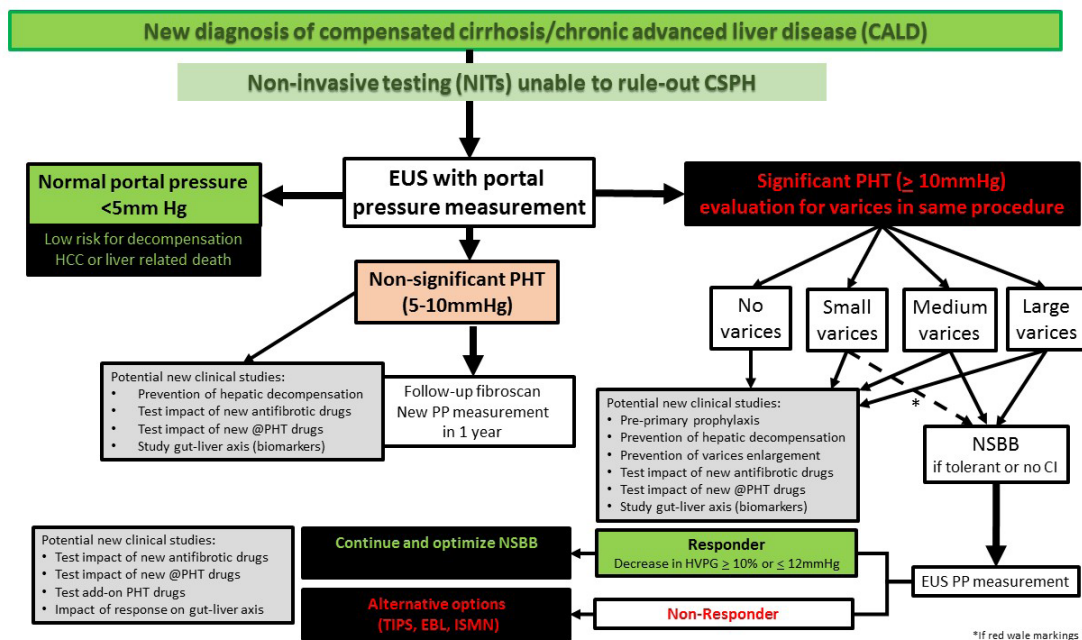 New diagnosis of compensated cirrhosis/chronic advanced liver disease (CALD)
Non-invasive testing (NITs) unable to rule-out CSPH
Normal portal pressure
<5mm Hg
Low risk for decompensation
HCC or liver related death
EUS with portal
pressure measurement
Significant PHT (≥ 10mmHg)
evaluation for varices in same procedure
Non-significant PHT
(5-10mmHg)
No
varices
Small
varices
Medium
varices
Large
varices
Potential new clinical studies:
• Prevention of hepatic decompensation
• Test impact of new antifibrotic drugs
• Test impact of new @PHT drugs
• Study gut-liver axis (biomarkers)
Follow-up fibroscan
New PP measurement
in 1 year
Potential new clinical studies:
• Pre-primary prophylaxis
• Prevention of hepatic decompensation
• Prevention of varices enlargement
• Test impact of new antifibrotic drugs
• Test impact of new @PHT drugs
• Study gut-liver axis (biomarkers)
*
NSBB
if tolerant or no CI
Potential new clinical studies:
• Test impact of new antifibrotic drugs
• Test impact of new @PHT drugs
• Test add-on PHT drugs
• Impact of response on gut-liver axis
Continue and optimize NSBB
Responder
Decrease in HVPG ≥ 10% or ≤ 12mmHg
EUS PP measurement
Alternative options
(TIPS, EBL, ISMN)
Non-Responder
*If red wale markings